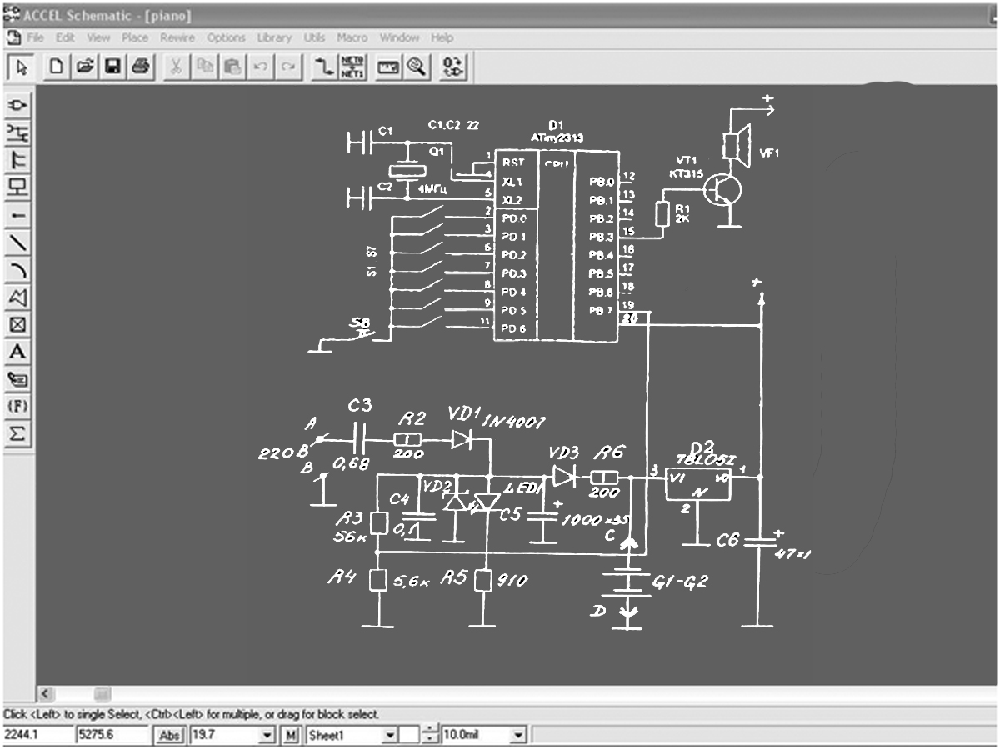 ACCEL Schematic - [piano]
File Edit View Place Rewire Options Library Utils Macro Window Help
NET0
NET1
A
{F}
Σ
C1
C1.C2 22
Q1
C2
4МГц
D1
ATiny2313
CPU
1
RST
4
XL1
5
XL2
2
PD.0
3
PD 1
6
PD.2
7
PD.3
8
PD 4
9
PD 5
11
PD 6
PB.0 12
PB.1 13
PB.2 14
PB.3 15
PB.4 16
PB.5 17
PB.6 18
PB 7 19
20
S1 S7
S8
VT1
KT315
R1
2K
VF1
+
+
A
220В
B
C3
0,68
R2
200
VD1
1N4007
VD3
R6
200
D2
78L05Z
3
VI
VO
1
N
2
C4
0,1
VD2
LED1
C5
+
1000×35
R3
56к
R4
5,6к
R5
910
C
G1-G2
D
C6
+
Click <Left> to single Select, <Ctrl><Left> for multiple, or drag for block select.
2244.1 5275.6 Abs 19.7 M Sheet1 10.0mil